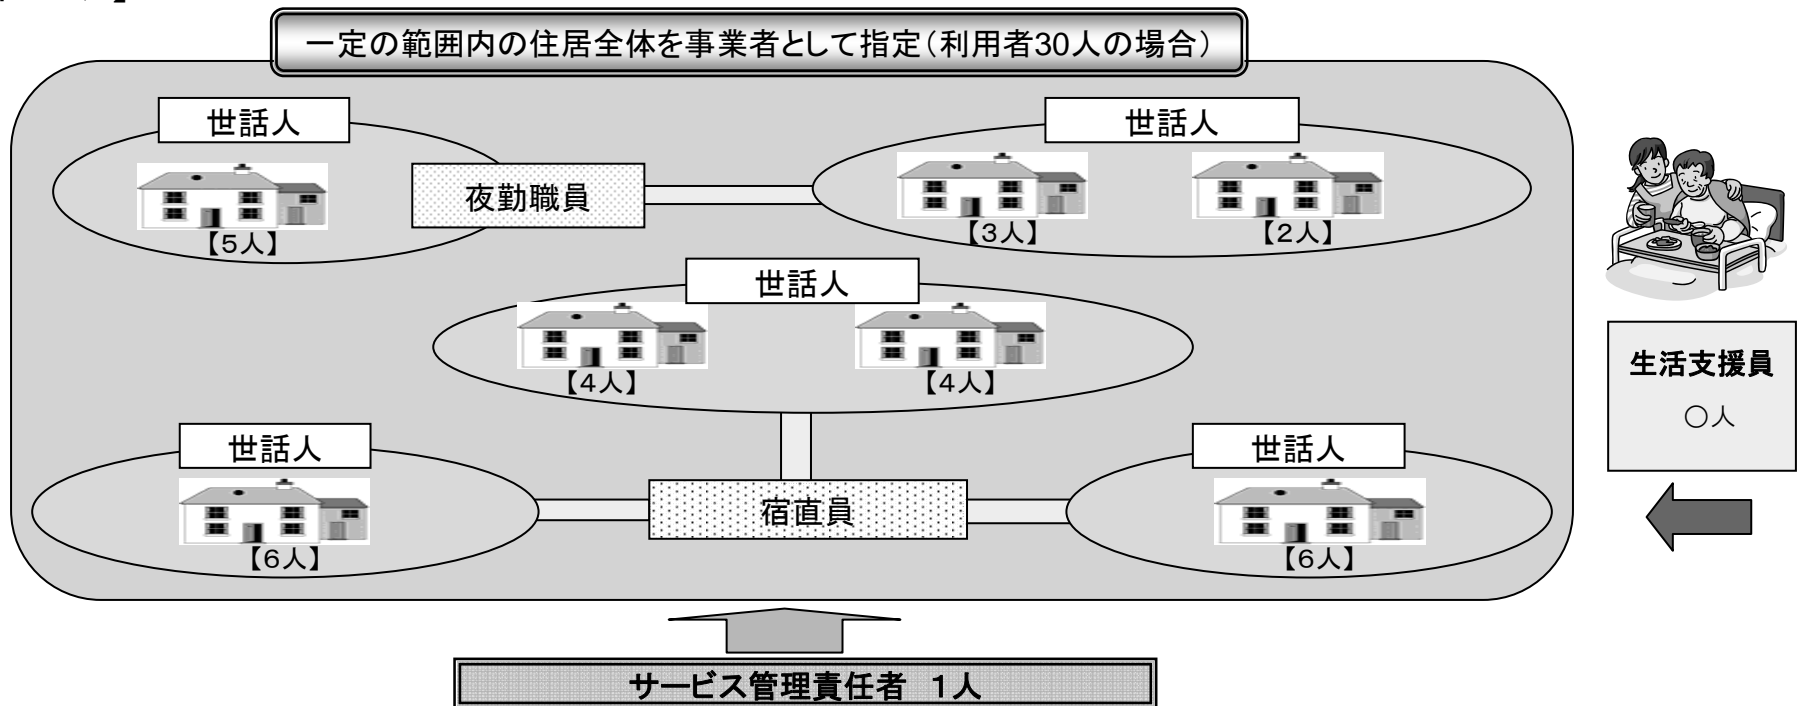 一定の範囲内の住居全体を事業者として指定(利用者30人の場合)
世話人
【5人】
夜勤職員
世話人
【3人】
【2人】
世話人
【4人】
【4人】
世話人
【6人】
宿直員
世話人
【6人】
生活支援員
○人
サービス管理責任者 1人